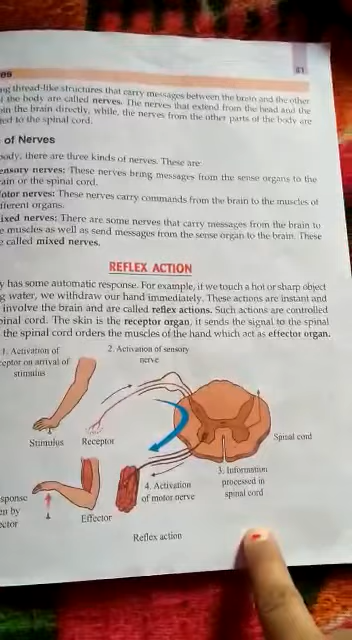 es
81
ng thread-like structures that carry messages between the brain and the other
f the body are called nerves. The nerves that extend from the head and the
in the brain directly, while, the nerves from the other parts of the body are
ted to the spinal cord.
of Nerves
body, there are three kinds of nerves. These are:
ensory nerves: These nerves bring messages from the sense organs to the
rain or the spinal cord.
otor nerves: These nerves carry commands from the brain to the muscles of
ifferent organs.
ixed nerves: There are some nerves that carry messages from the brain to
e muscles as well as send messages from the sense organ to the brain. These
e called mixed nerves.
REFLEX ACTION
y has some automatic response. For example, if we touch a hot or sharp object
g water, we withdraw our hand immediately. These actions are instant and
involve the brain and are called reflex actions. Such actions are controlled
pinal cord. The skin is the receptor organ, it sends the signal to the spinal
the spinal cord orders the muscles of the hand which act as effector organ.
1. Activation of
ceptor on arrival of
stimulus
2. Activation of sensory
nerve
Stimulus
Receptor
Spinal cord
3. Information
processed in
spinal cord
4. Activation
of motor nerve
sponse
en by
ector
Effector
Reflex action